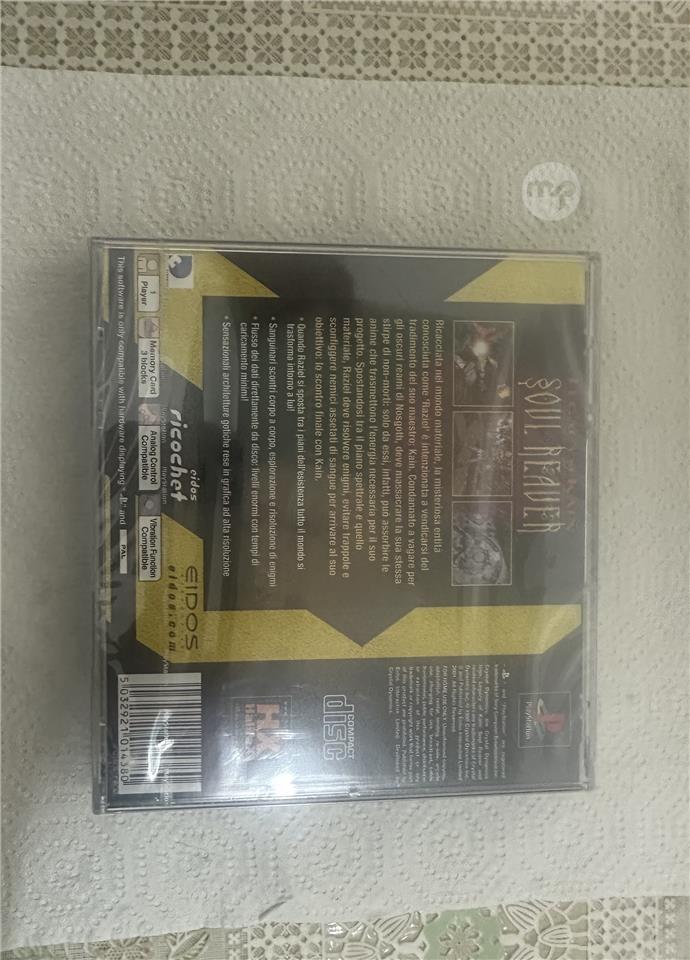 SOUL REAVER
Ricacciata nel mondo materiale, la misteriosa entità
conosciuta come 'Raziel' è intenzionata a vendicarsi del
tradimento del suo maestro: Kain. Condannato a vagare per
gli oscuri reami di Nosgoth, deve massacrare la sua stessa
stirpe di non-morti: solo da essi, infatti, può assorbire le
anime che trasmettono l'energia necessaria per il suo
progetto. Spostandosi tra il piano spettrale e quello
materiale, Raziel deve risolvere enigmi, evitare trappole e
sconfiggere nemici assetati di sangue per arrivare al suo
obiettivo: lo scontro finale con Kain.
• Quando Raziel si sposta tra i piani dell'esistenza tutto il mondo si
trasforma intorno a lui!
• Sanguinari scontri corpo a corpo, esplorazione e risoluzione di enigmi
• Flusso dei dati direttamente da disco: livelli enormi con tempi di
caricamento minimi!
• Sensazionali architetture gotiche rese in grafica ad alta risoluzione
eidos
ricochet
EIDOS
eidos.com
1
Player
Memory Card
3 blocks
Analog Control
Compatible
Vibration Function
Compatible
This software is only compatible with hardware displaying " " and
PAL
PlayStation
COMPACT
disc
HX
5 032921 014380